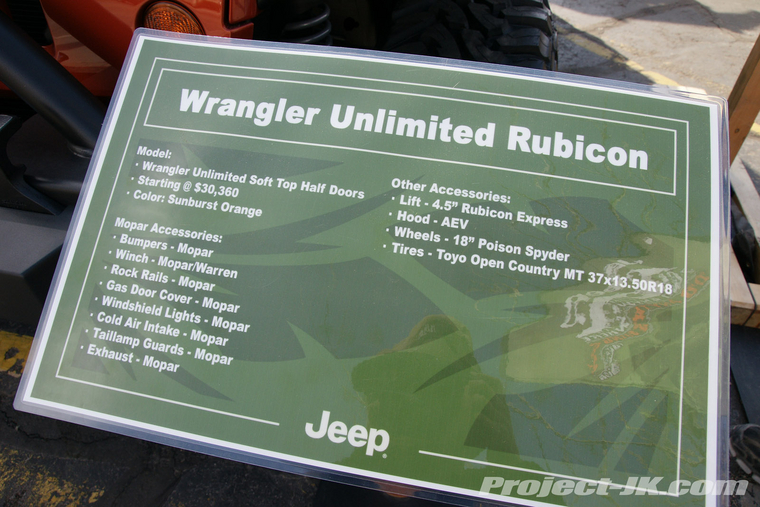 Wrangler Unlimited Rubicon
Model:
· Wrangler Unlimited Soft Top Half Doors
· Starting @ $30,360
· Color: Sunburst Orange
Mopar Accessories:
· Bumpers - Mopar
· Winch - Mopar/Warren
· Rock Rails - Mopar
· Gas Door Cover - Mopar
· Windshield Lights - Mopar
· Cold Air Intake - Mopar
· Taillamp Guards - Mopar
· Exhaust - Mopar
Other Accessories:
· Lift - 4.5” Rubicon Express
· Hood - AEV
· Wheels - 18” Poison Spyder
· Tires - Toyo Open Country MT 37x13.50R18
Jeep®
Project-JK.com